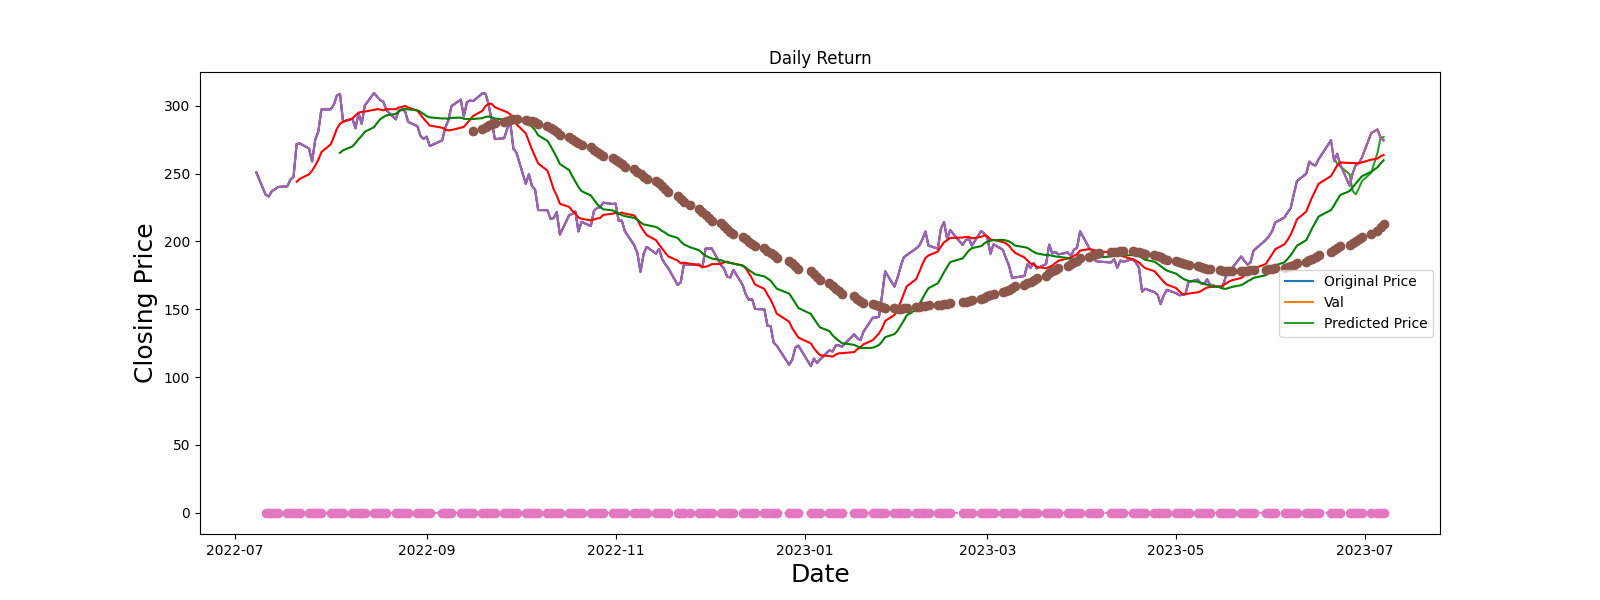 Daily Return
Closing Price
300
250
200
150
100
50
0
Original Price
Val
Predicted Price
2022-07 2022-09 2022-11 2023-01 2023-03 2023-05 2023-07
Date